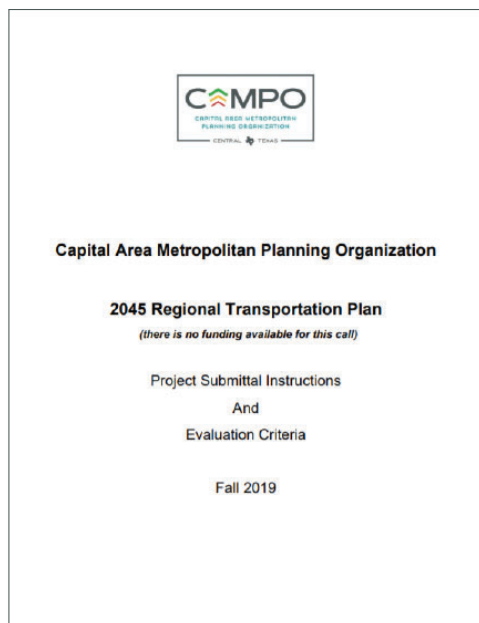 CAMPO
CAPITAL AREA METROPOLITAN
PLANNING ORGANIZATION
CENTRAL TEXAS
Capital Area Metropolitan Planning Organization
2045 Regional Transportation Plan
(there is no funding available for this call)
Project Submittal Instructions
And
Evaluation Criteria
Fall 2019